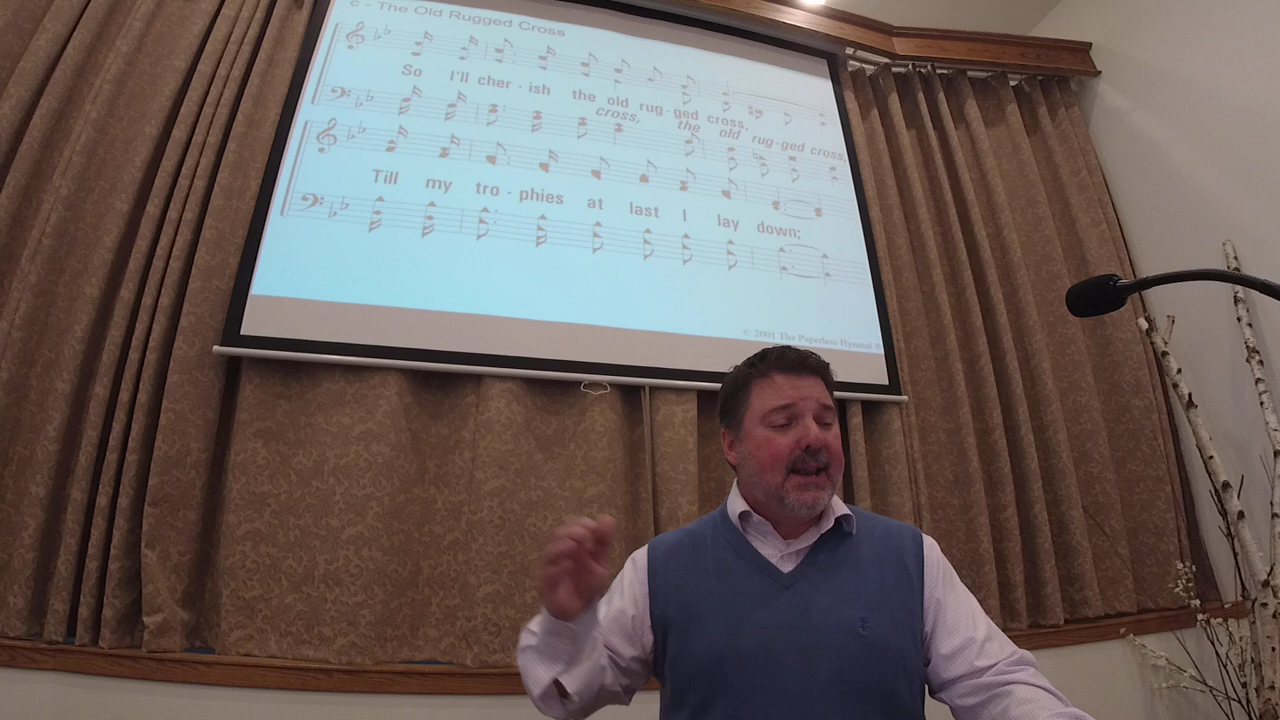 c - The Old Rugged Cross
So I'll cher - ish the old rug - ged cross,
cross, the old rug - ged cross,
Till my tro - phies at last I lay down;
© 2001 The Paperless Hymnal ®